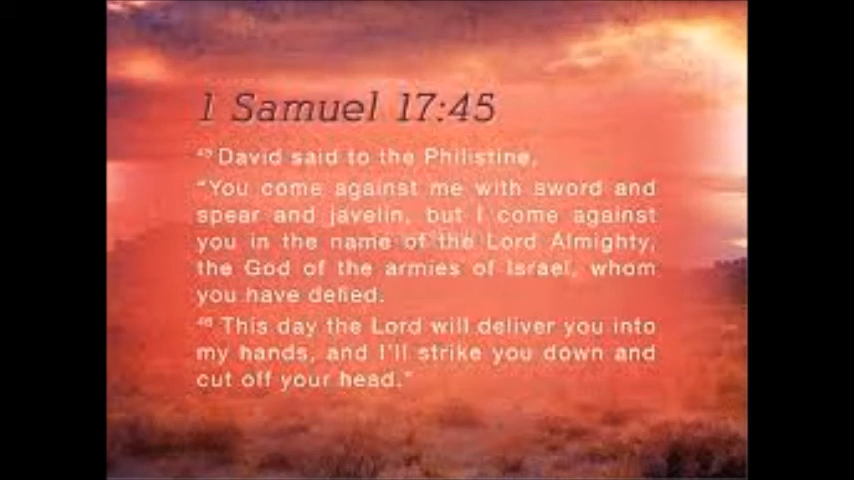 1 Samuel 17:45
45 David said to the Philistine,
"You come against me with sword and
spear and javelin, but I come against
you in the name of the Lord Almighty,
the God of the armies of Israel, whom
you have defied.
46 This day the Lord will deliver you into
my hands, and I'll strike you down and
cut off your head."